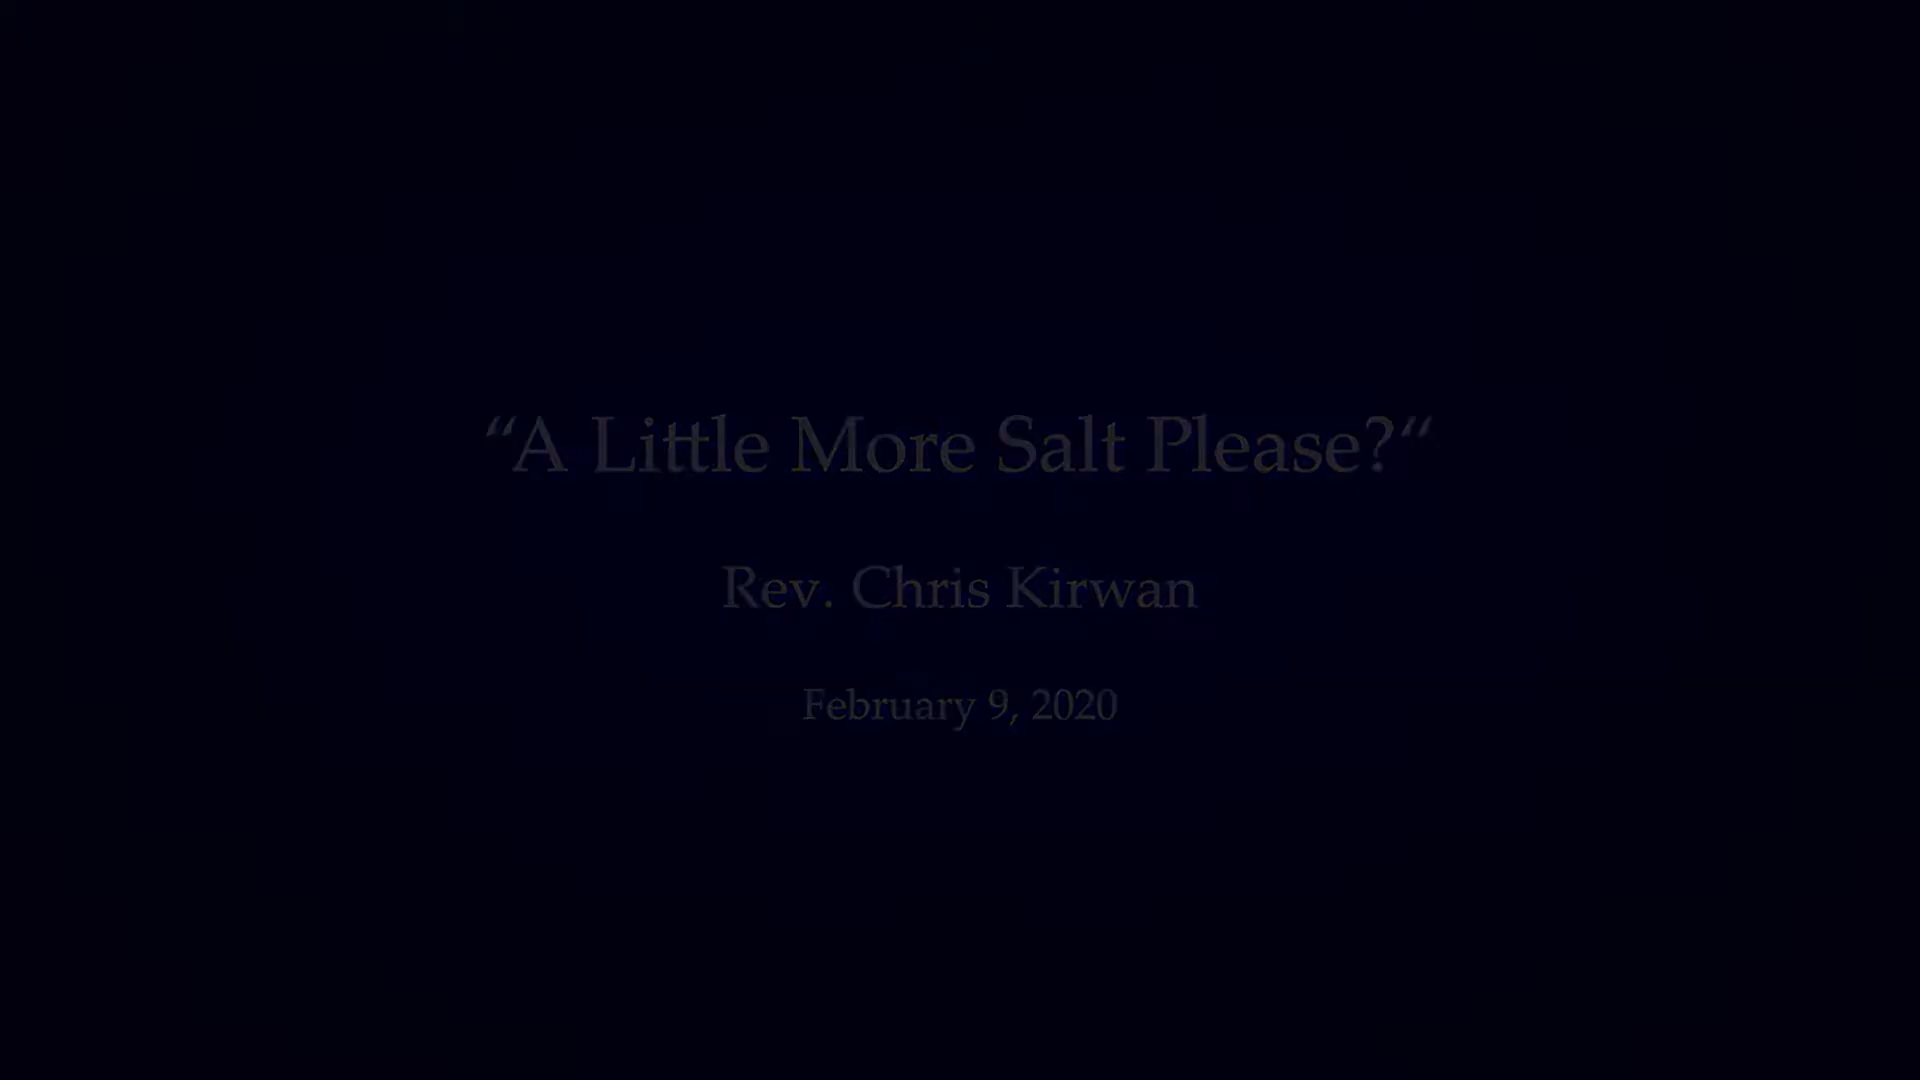 “A Little More Salt Please?“
Rev. Chris Kirwan
February 9, 2020